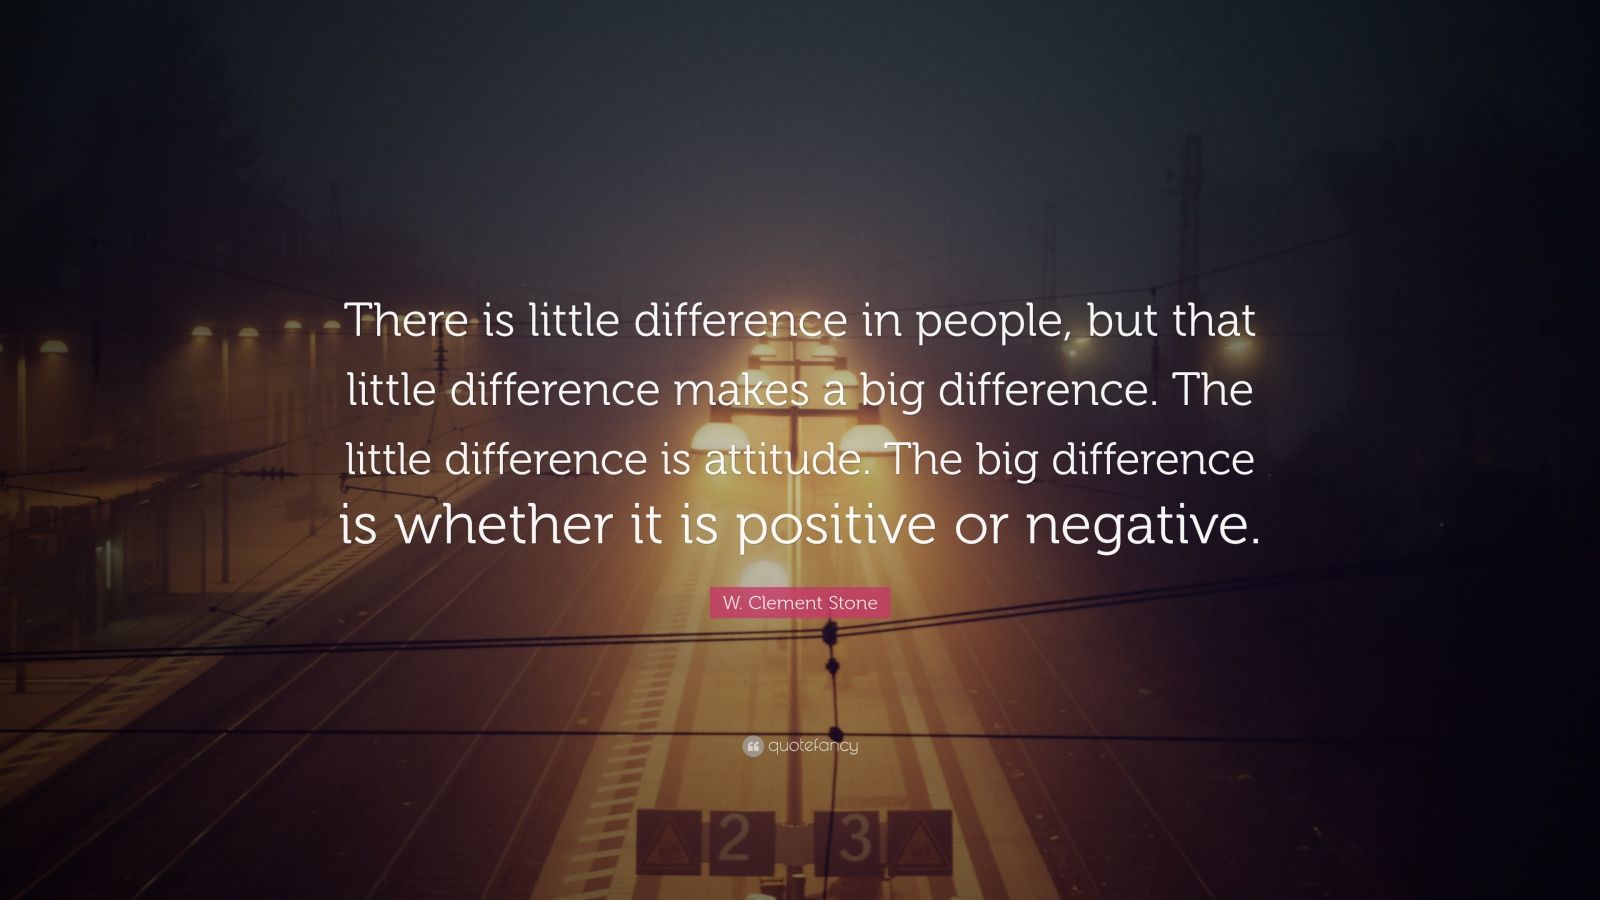 There is little difference in people, but that
little difference makes a big difference. The
little difference is attitude. The big difference
is whether it is positive or negative.
W. Clement Stone
quotefancy
2 3